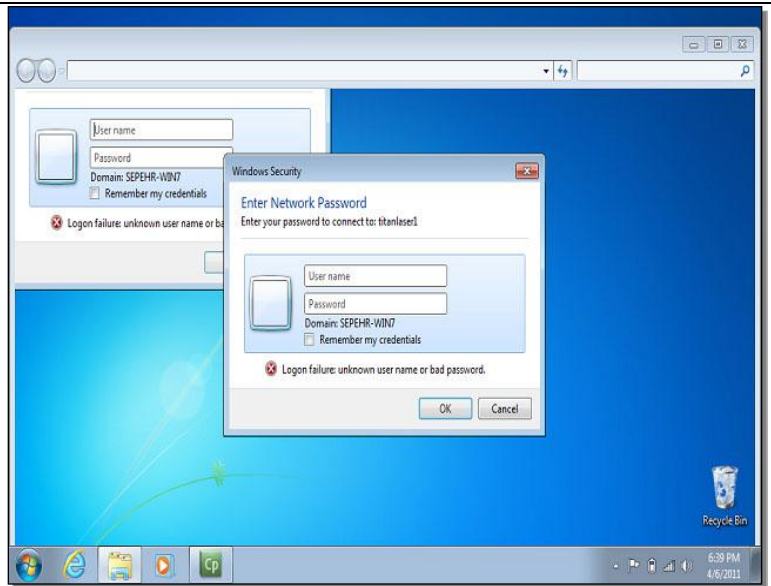 User name
Password
Domain: SEPEHR-WIN7
Remember my credentials
Logon failure: unknown user name or ba
Windows Security
Enter Network Password
Enter your password to connect to: titanlaser1
User name
Password
Domain: SEPEHR-WIN7
Remember my credentials
Logon failure: unknown user name or bad password.
OK
Cancel
Recycle Bin
Cp
6:39 PM
4/6/2011